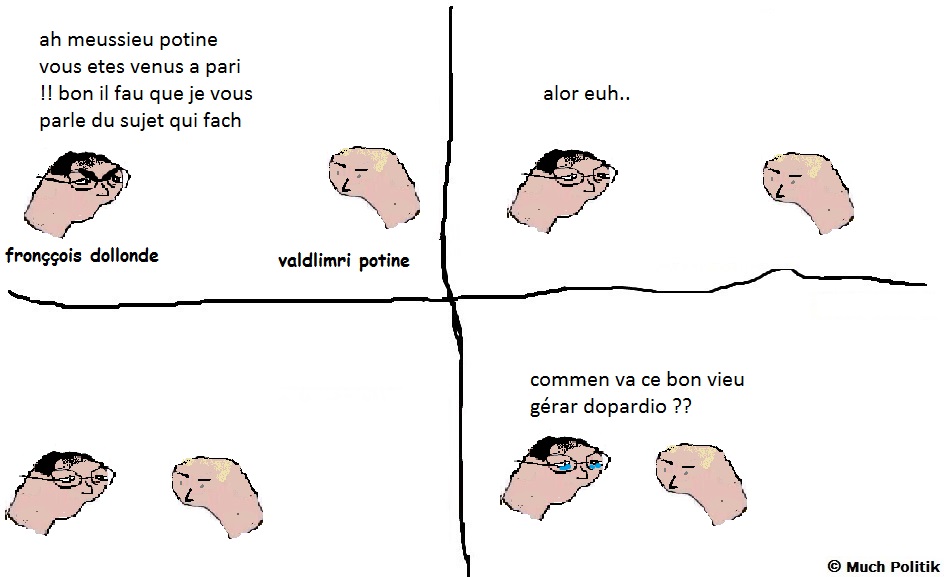 ah meussieu potine
vous etes venus a pari
!! bon il fau que je vous
parle du sujet qui fach
fronççois dollonde
valdlimri potine
alor euh..
commen va ce bon vieu
gérar dopardio ??
© Much Politik